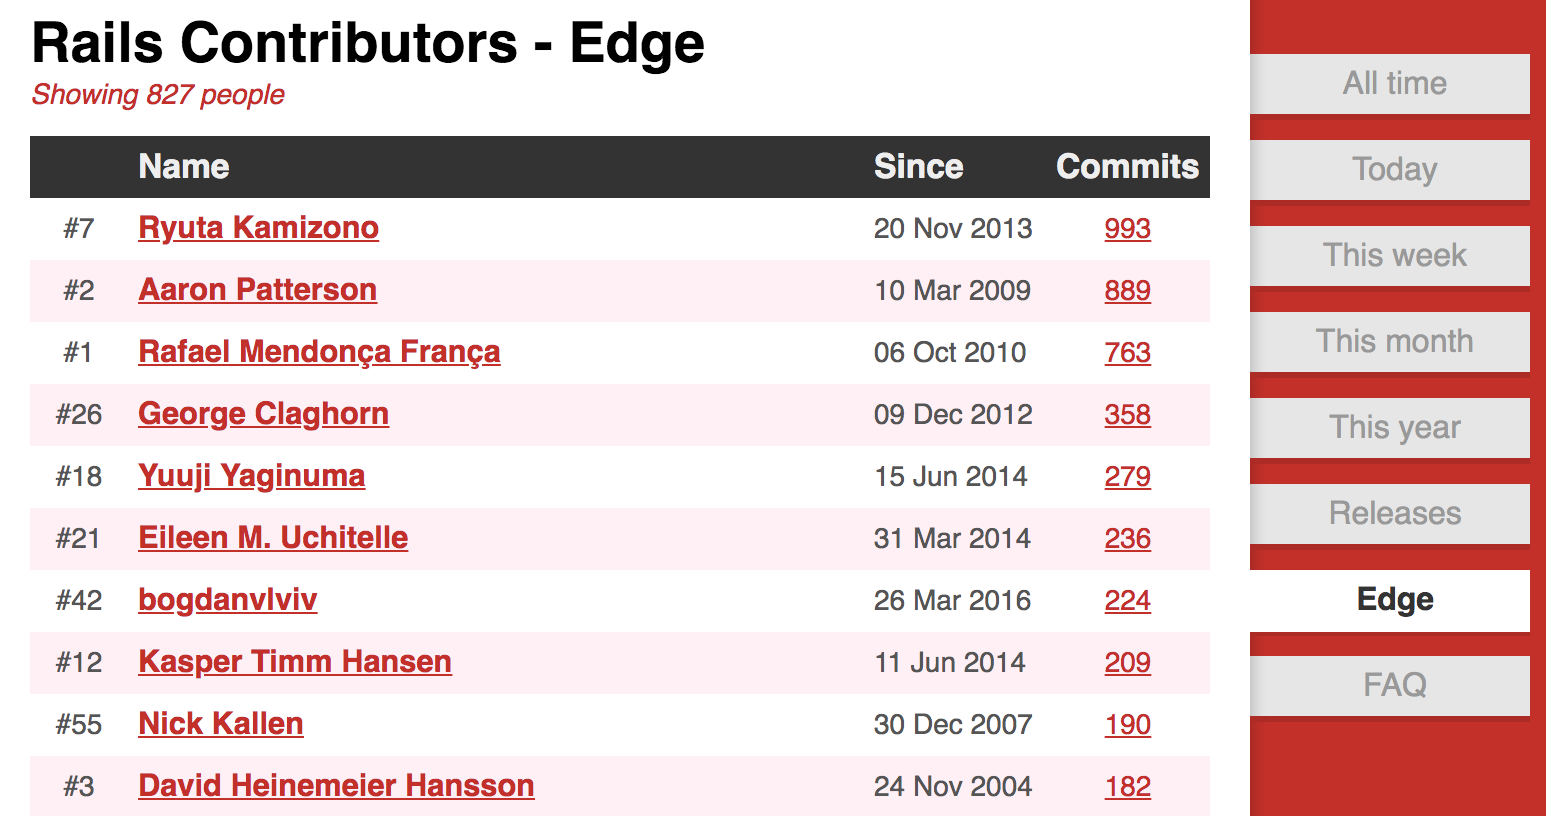 Rails Contributors - Edge
Showing 827 people
Name Since Commits
#7 Ryuta Kamizono 20 Nov 2013 993
#2 Aaron Patterson 10 Mar 2009 889
#1 Rafael Mendonça França 06 Oct 2010 763
#26 George Claghorn 09 Dec 2012 358
#18 Yuuji Yaginuma 15 Jun 2014 279
#21 Eileen M. Uchitelle 31 Mar 2014 236
#42 bogdanvlviv 26 Mar 2016 224
#12 Kasper Timm Hansen 11 Jun 2014 209
#55 Nick Kallen 30 Dec 2007 190
#3 David Heinemeier Hansson 24 Nov 2004 182
All time
Today
This week
This month
This year
Releases
Edge
FAQ